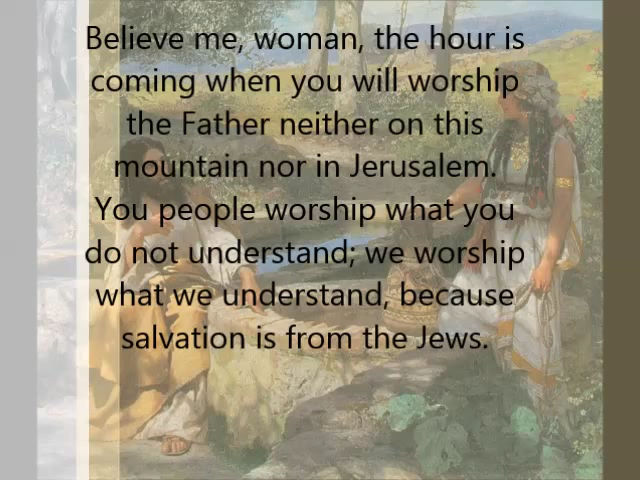 Believe me, woman, the hour is
coming when you will worship
the Father neither on this
mountain nor in Jerusalem.
You people worship what you
do not understand; we worship
what we understand, because
salvation is from the Jews.